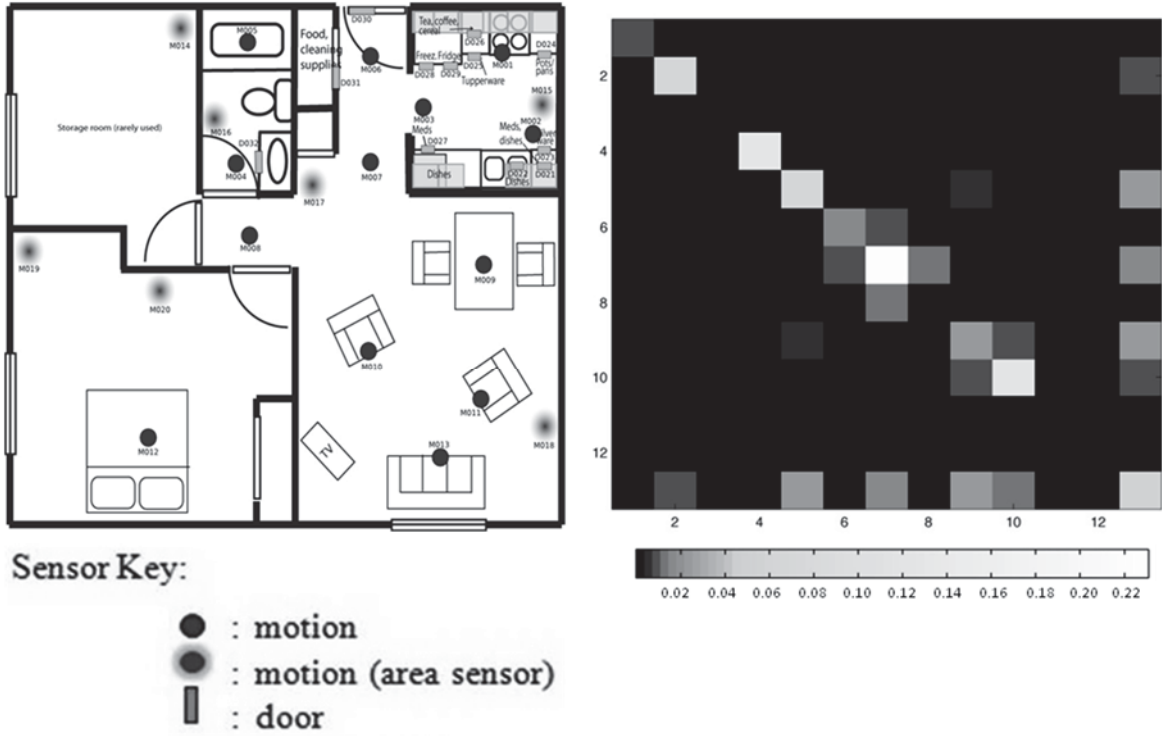 M014
M005
Food,
cleaning
supplies
D030
M006
D031
Tea, coffee,
cereal
D026
M001
D024
Pots/
pans
Freez.
Fridge
D025
D028
D029
Tupperware
M015
M003
M002
Storage room (rarely used)
M016
D032
M004
Meds
D027
Meds,
dishes,
D023
Dishes
D022
D021
Dishes
M007
M017
M008
M019
M020
M009
M010
M011
M018
M012
TV
M013
Sensor Key:
: motion
: motion (area sensor)
: door
2
4
6
8
10
12
2 4 6 8 10 12
0.02 0.04 0.06 0.08 0.10 0.12 0.14 0.16 0.18 0.20 0.22